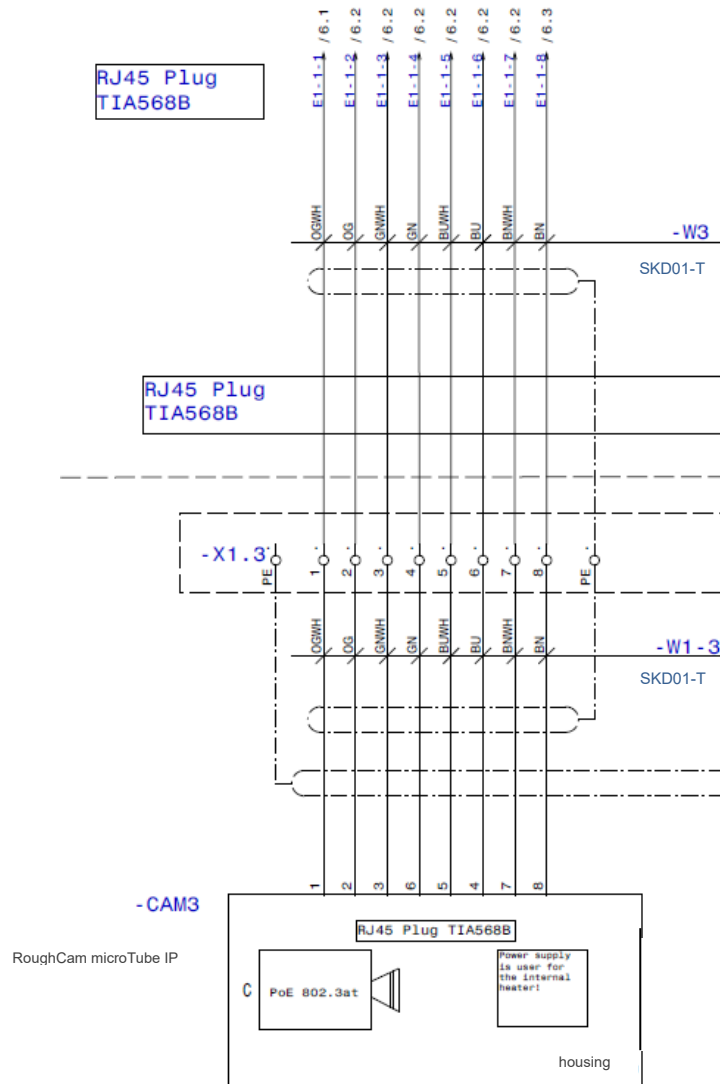 /6.1
/6.2
/6.2
/6.2
/6.2
/6.2
/6.2
/6.3
E1-1-1
E1-1-2
E1-1-3
E1-1-4
E1-1-5
E1-1-6
E1-1-7
E1-1-8
RJ45 Plug
TIA568B
OGWH
OG
GNWH
GN
BUWH
BU
BNWH
BN
-W3
SKD01-T
RJ45 Plug
TIA568B
-X1.3
PE
1
2
3
4
5
6
7
8
PE
OGWH
OG
GNWH
GN
BUWH
BU
BNWH
BN
-W1-3
SKD01-T
1
2
3
6
5
4
7
8
-CAM3
RJ45 Plug TIA568B
RoughCam microTube IP
C
PoE 802.3at
Power supply
is user for
the internal
heater!
housing